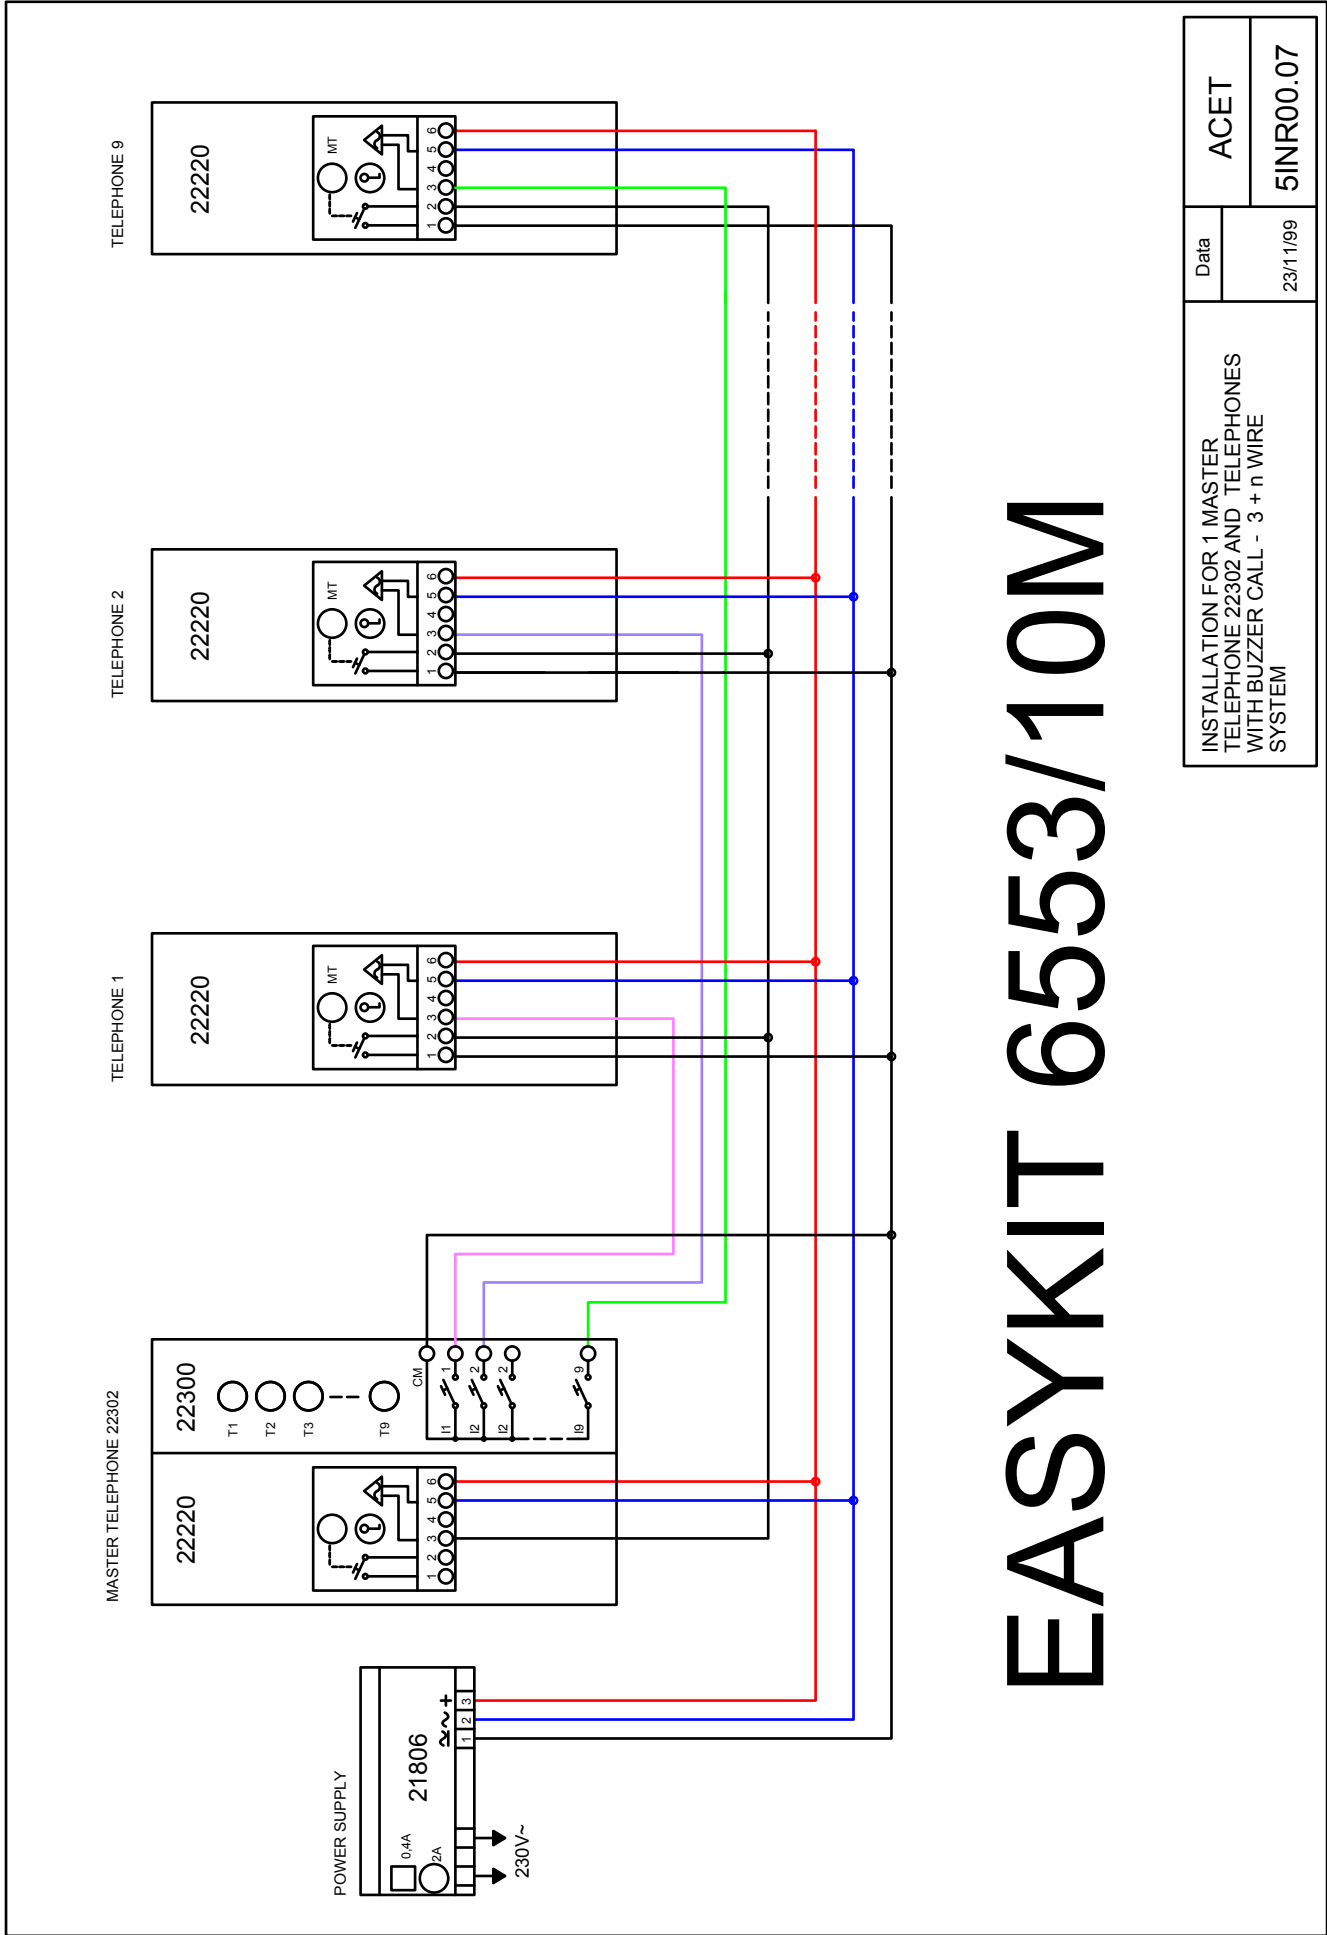 POWER SUPPLY
0,4A
2A
21806
+
1 2 3
230V~
MASTER TELEPHONE 22302
22220
1 2 3 4 5 6
22300
T1 T2 T3 T9
CM
I1 1
I2 2
I2 2
I9 9
TELEPHONE 1
22220
MT
1 2 3 4 5 6
TELEPHONE 2
22220
MT
1 2 3 4 5 6
TELEPHONE 9
22220
MT
1 2 3 4 5 6
EASYKIT 6553/10M
INSTALLATION FOR 1 MASTER
TELEPHONE 22302 AND TELEPHONES
WITH BUZZER CALL - 3 + n WIRE
SYSTEM
Data
23/11/99
ACET
5INR00.07